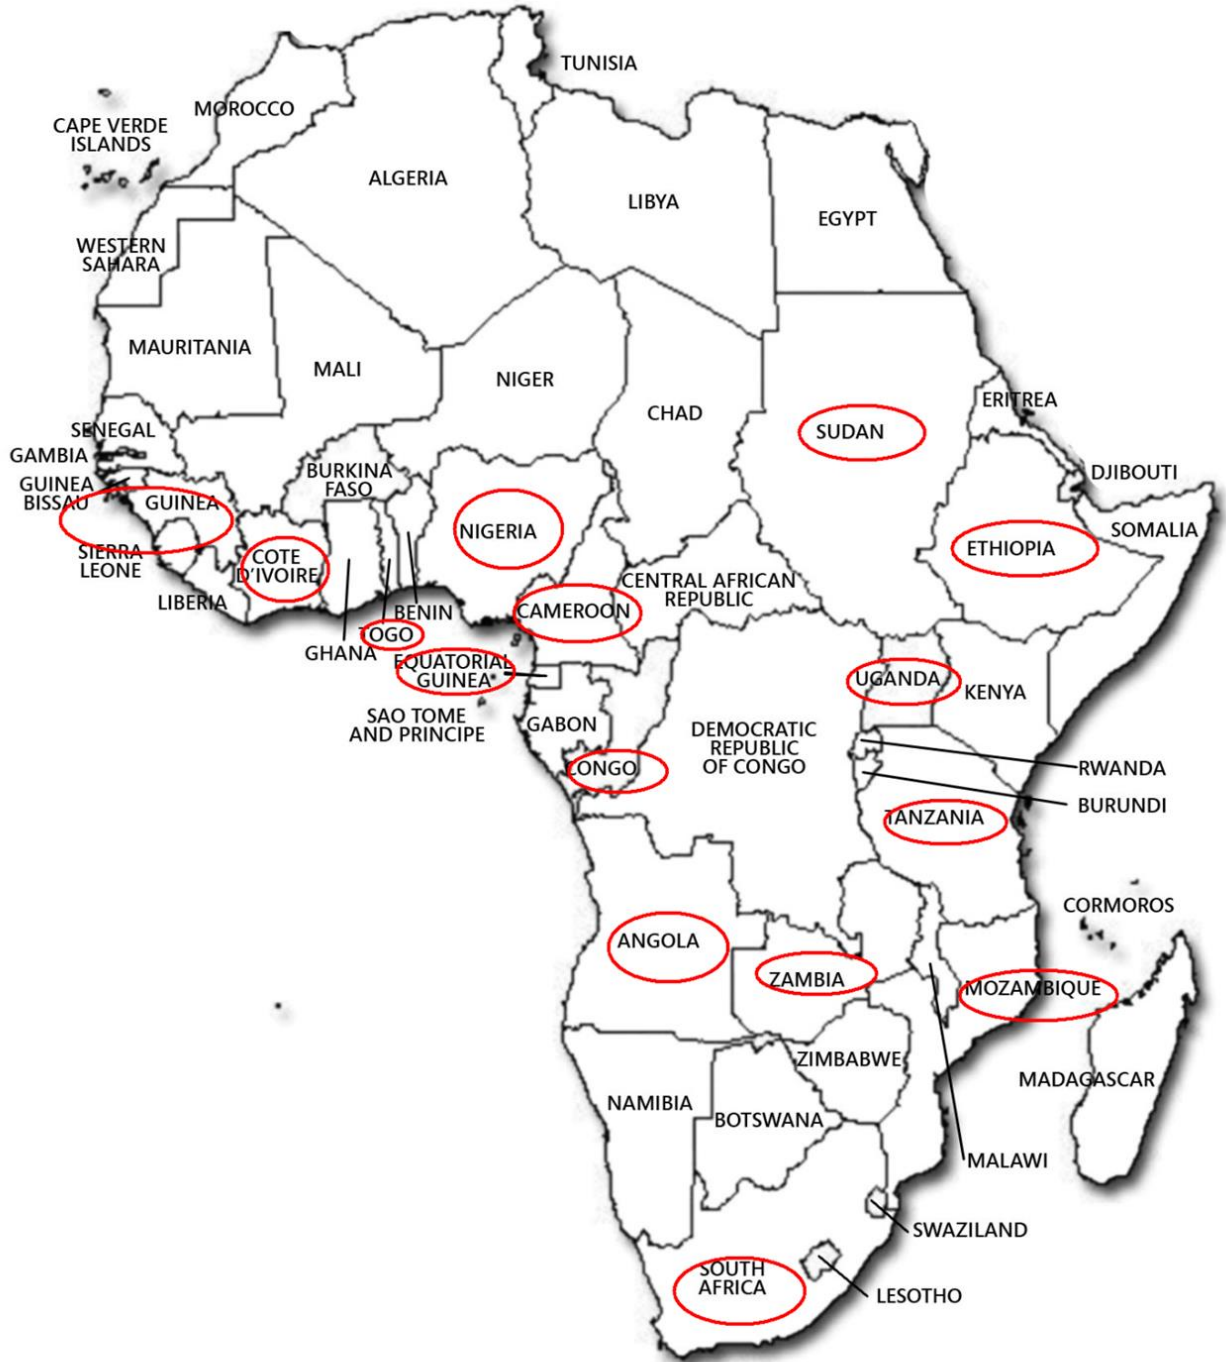 TUNISIA
MOROCCO
CAPE VERDE
ISLANDS
ALGERIA
LIBYA
EGYPT
WESTERN
SAHARA
MAURITANIA
MALI
NIGER
CHAD
ERITREA
SUDAN
SENEGAL
GAMBIA
DJIBOUTI
BURKINA
FASO
GUINEA
BISSAU
GUINEA
NIGERIA
SOMALIA
ETHIOPIA
SIERRA
LEONE
COTE
D'IVOIRE
CENTRAL AFRICAN
REPUBLIC
LIBERIA
BENIN
CAMEROON
TOGO
GHANA
EQUATORIAL
GUINEA
UGANDA
KENYA
SAO TOME
AND PRINCIPE
GABON
DEMOCRATIC
REPUBLIC
OF CONGO
CONGO
RWANDA
BURUNDI
TANZANIA
CORMOROS
ANGOLA
ZAMBIA
MOZAMBIQUE
ZIMBABWE
MADAGASCAR
NAMIBIA
BOTSWANA
MALAWI
SWAZILAND
SOUTH
AFRICA
LESOTHO